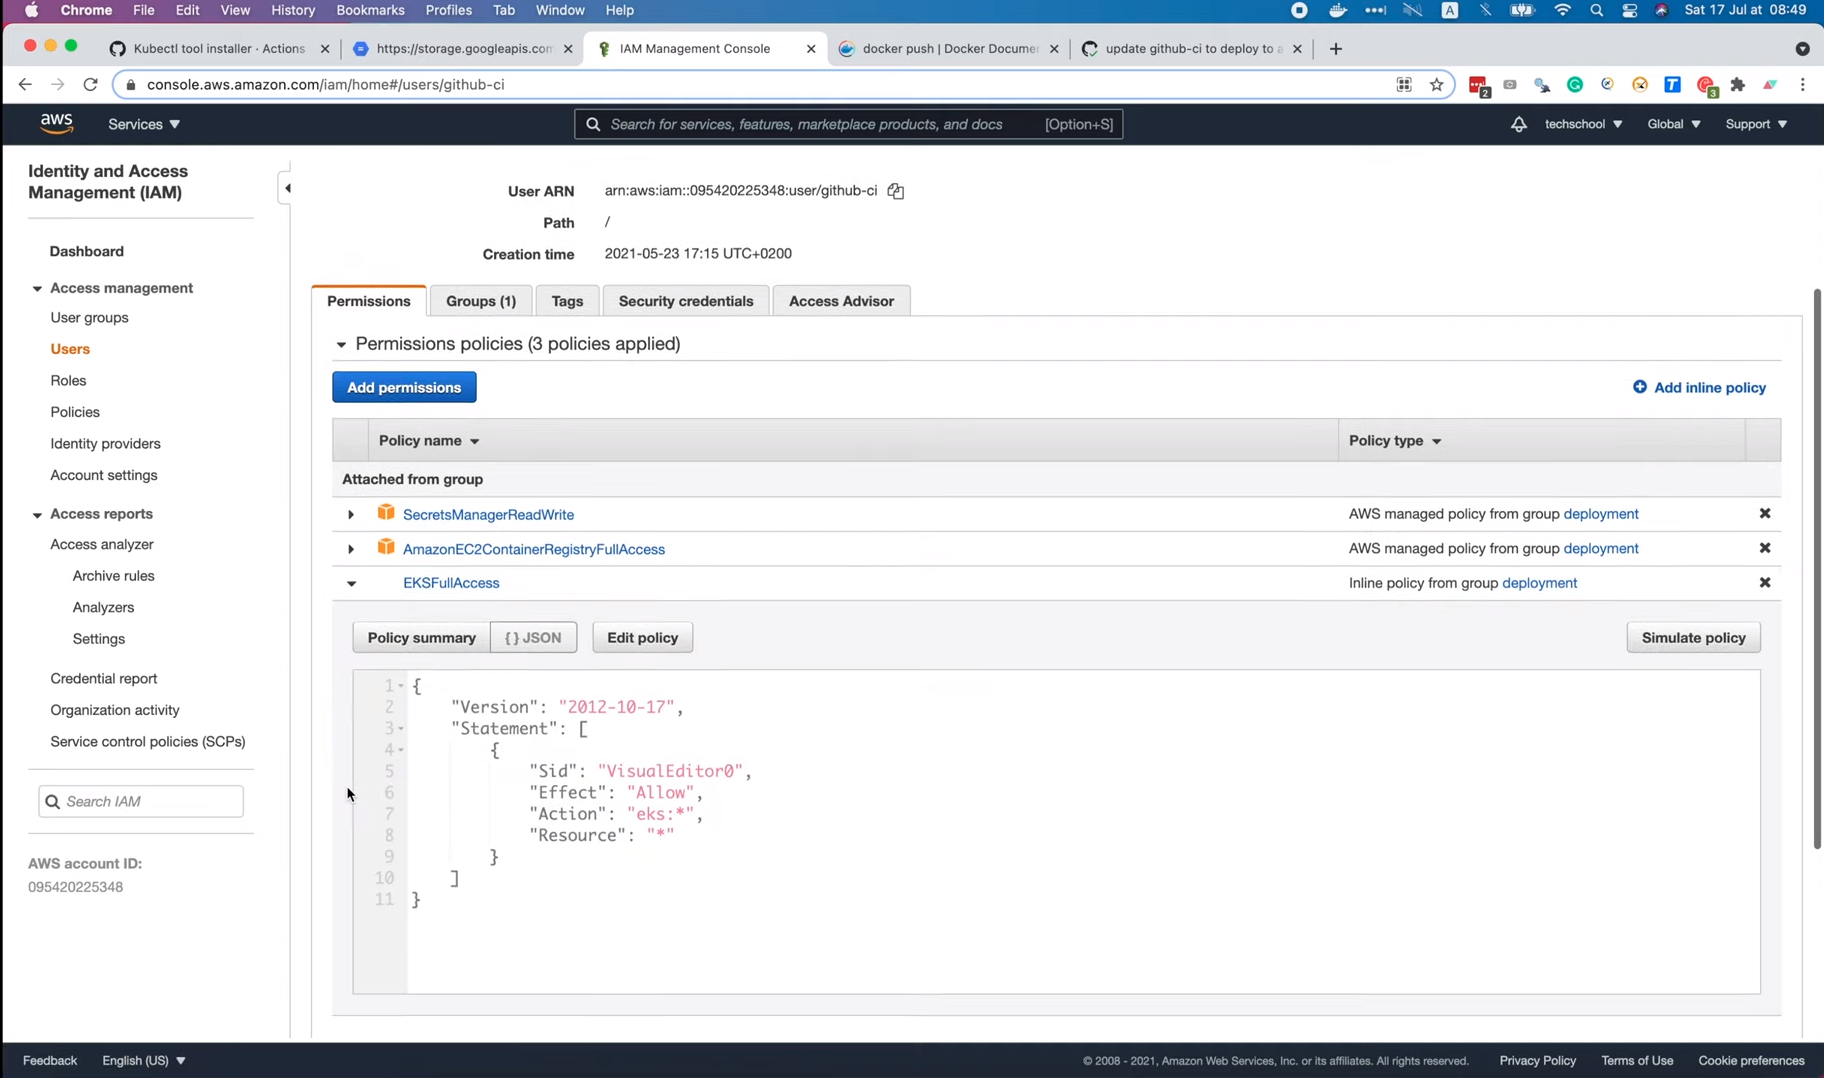 Chrome File Edit View History Bookmarks Profiles Tab Window Help A Sat 17 Jul at 08:49
Kubectl tool installer · Actions
https://storage.googleapis.com
IAM Management Console
docker push | Docker Documen
update github-ci to deploy to a
console.aws.amazon.com/iam/home#/users/github-ci
2
T
3
aws
Services
Search for services, features, marketplace products, and docs [Option+S]
techschool
Global
Support
Identity and Access
Management (IAM)
Dashboard
Access management
User groups
Users
Roles
Policies
Identity providers
Account settings
Access reports
Access analyzer
Archive rules
Analyzers
Settings
Credential report
Organization activity
Service control policies (SCPs)
Search IAM
AWS account ID:
095420225348
User ARN arn:aws:iam::095420225348:user/github-ci
Path /
Creation time 2021-05-23 17:15 UTC+0200
Permissions Groups (1) Tags Security credentials Access Advisor
Permissions policies (3 policies applied)
Add permissions
Add inline policy
Policy name Policy type
Attached from group
SecretsManagerReadWrite AWS managed policy from group deployment
AmazonEC2ContainerRegistryFullAccess AWS managed policy from group deployment
EKSFullAccess Inline policy from group deployment
Policy summary {} JSON Edit policy Simulate policy
1 {
2 "Version": "2012-10-17",
3 "Statement": [
4 {
5 "Sid": "VisualEditor0",
6 "Effect": "Allow",
7 "Action": "eks:*",
8 "Resource": "*"
9 }
10 ]
11 }
Feedback English (US) © 2008 - 2021, Amazon Web Services, Inc. or its affiliates. All rights reserved. Privacy Policy Terms of Use Cookie preferences